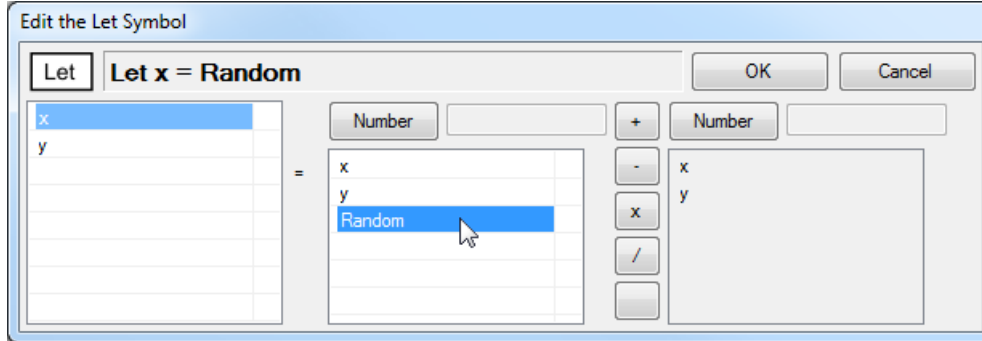 Edit the Let Symbol
Let Let x = Random OK Cancel
x
y
=
Number
x
y
Random
+
-
x
/
Number
x
y